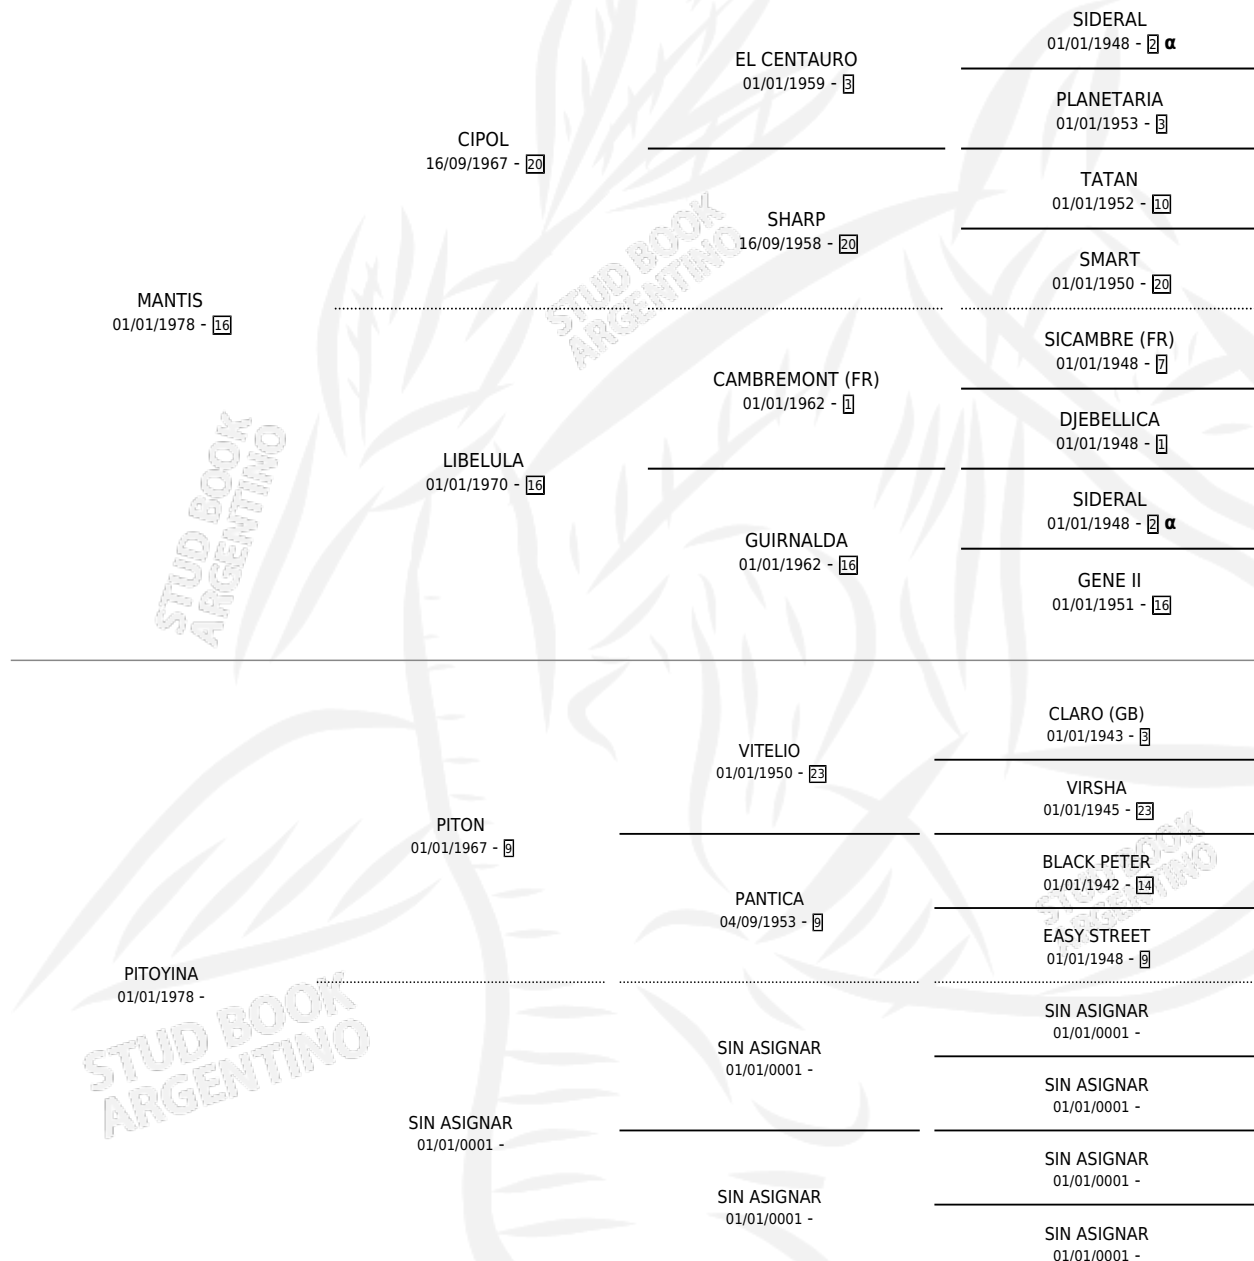 SIDERAL
01/01/1948 - 2 α
EL CENTAURO
01/01/1959 - 3
PLANETARIA
01/01/1953 - 3
CIPOL
16/09/1967 - 20
TATAN
01/01/1952 - 10
SHARP
16/09/1958 - 20
SMART
01/01/1950 - 20
MANTIS
01/01/1978 - 16
SICAMBRE (FR)
01/01/1948 - 7
CAMBREMONT (FR)
01/01/1962 - 1
DJEBELLICA
01/01/1948 - 1
LIBELULA
01/01/1970 - 16
SIDERAL
01/01/1948 - 2 α
GUIRNALDA
01/01/1962 - 16
GENE II
01/01/1951 - 16
CLARO (GB)
01/01/1943 - 3
VITELIO
01/01/1950 - 23
VIRSHA
01/01/1945 - 23
PITON
01/01/1967 - 9
BLACK PETER
01/01/1942 - 14
PANTICA
04/09/1953 - 9
EASY STREET
01/01/1948 - 9
PITOYINA
01/01/1978 -
SIN ASIGNAR
01/01/0001 -
SIN ASIGNAR
01/01/0001 -
SIN ASIGNAR
01/01/0001 -
SIN ASIGNAR
01/01/0001 -
SIN ASIGNAR
01/01/0001 -
SIN ASIGNAR
01/01/0001 -
SIN ASIGNAR
01/01/0001 -
STUD BOOK
ARGENTINO
STUD BOOK
ARGENTINO
STUD BOOK
ARGENTINO
STUD BOOK
ARGENTINO